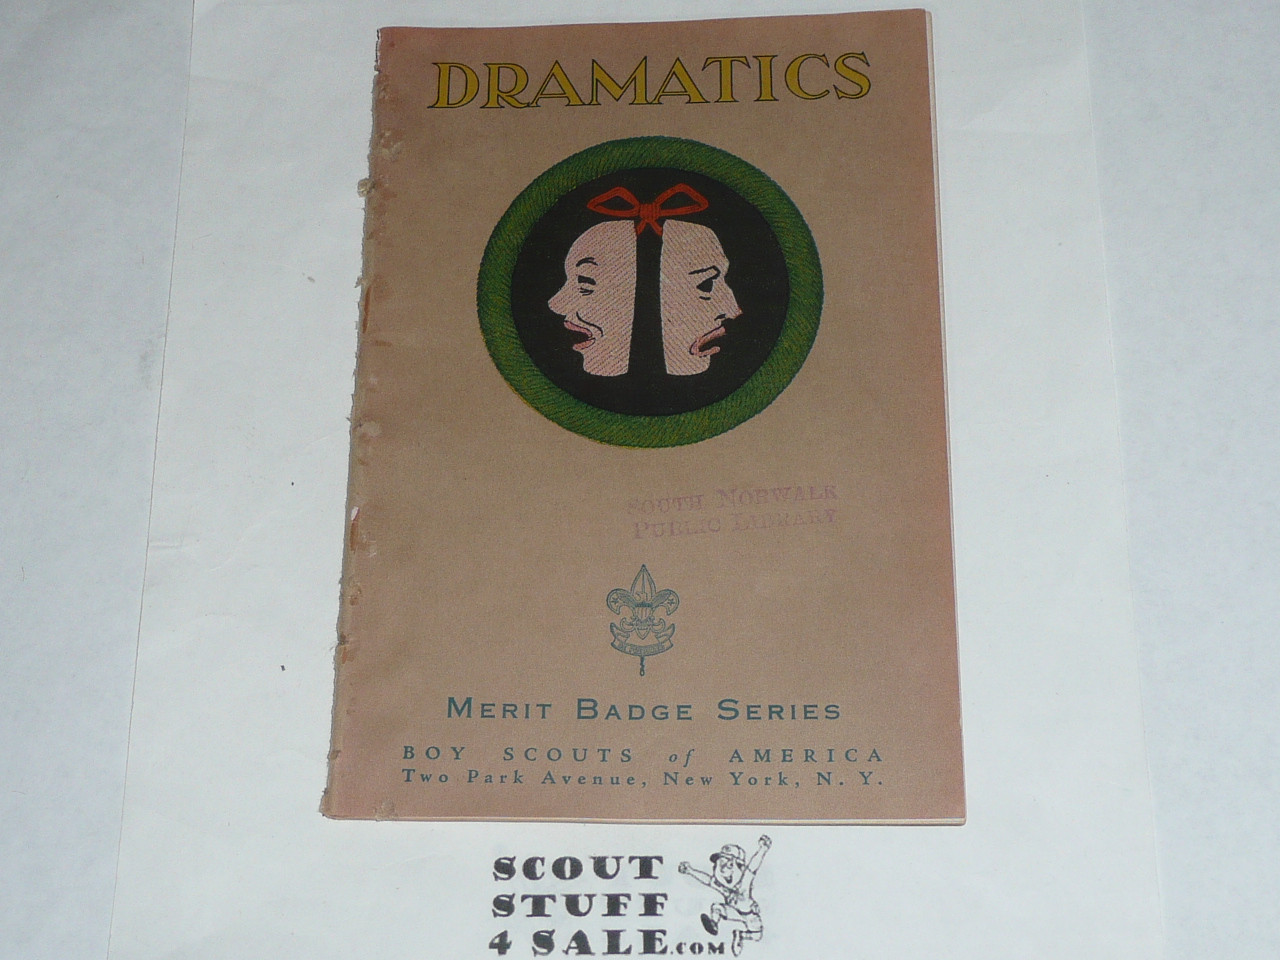 DRAMATICS
SOUTH NORWALK
PUBLIC LIBRARY
MERIT BADGE SERIES
BOY SCOUTS of AMERICA
Two Park Avenue, New York, N. Y.
SCOUT
STUFF
4 SALE.COM